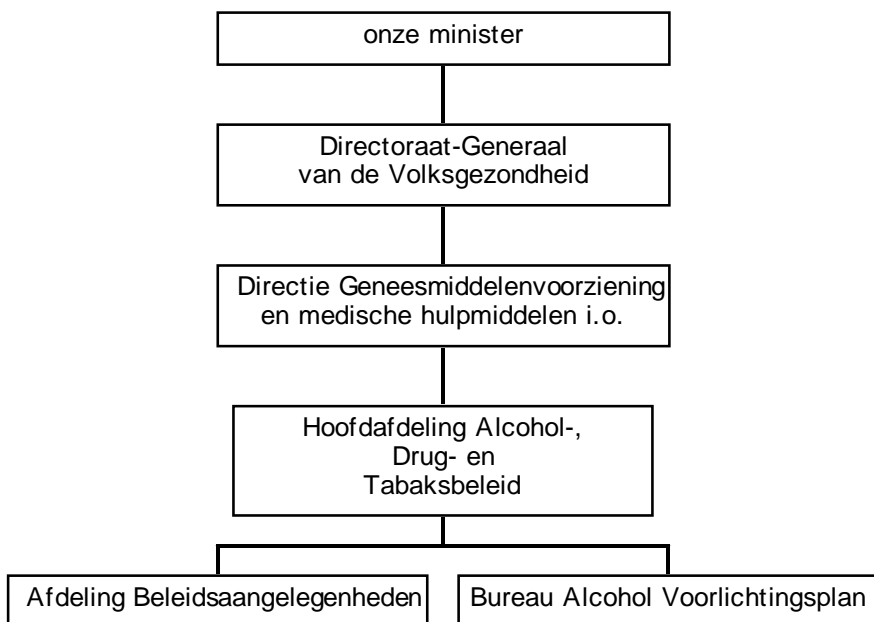 onze minister
Directoraat-Generaal
van de Volksgezondheid
Directie Geneesmiddelenvoorziening
en medische hulpmiddelen i.o.
Hoofdafdeling Alcohol-,
Drug- en
Tabaksbeleid
Afdeling Beleidsaangelegenheden
Bureau Alcohol Voorlichtingsplan